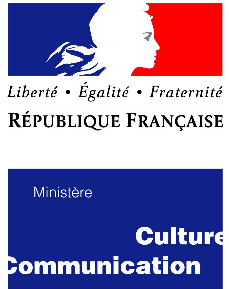 Liberté • Égalité • Fraternité
RÉPUBLIQUE FRANÇAISE
Ministère
Culture
Communication